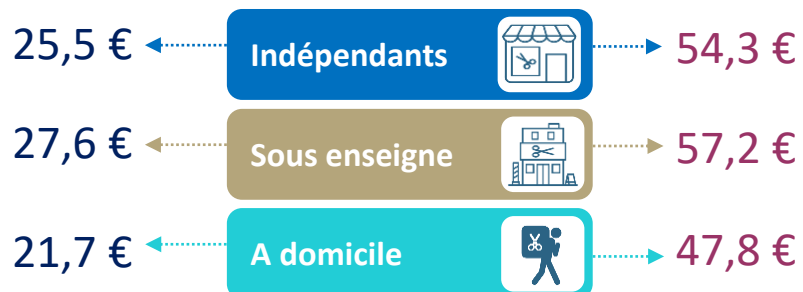 25,5 € Indépendants 54,3 €
27,6 € Sous enseigne 57,2 €
21,7 € A domicile 47,8 €